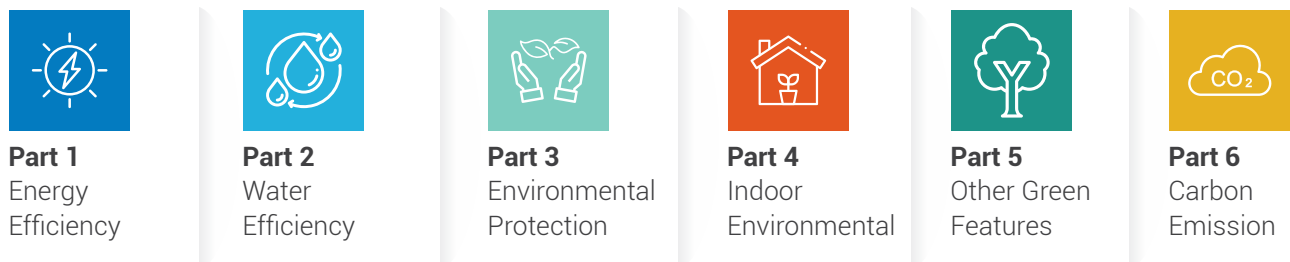 Part 1
Energy
Efficiency
Part 2
Water
Efficiency
Part 3
Environmental
Protection
Part 4
Indoor
Environmental
Part 5
Other Green
Features
CO₂
Part 6
Carbon
Emission